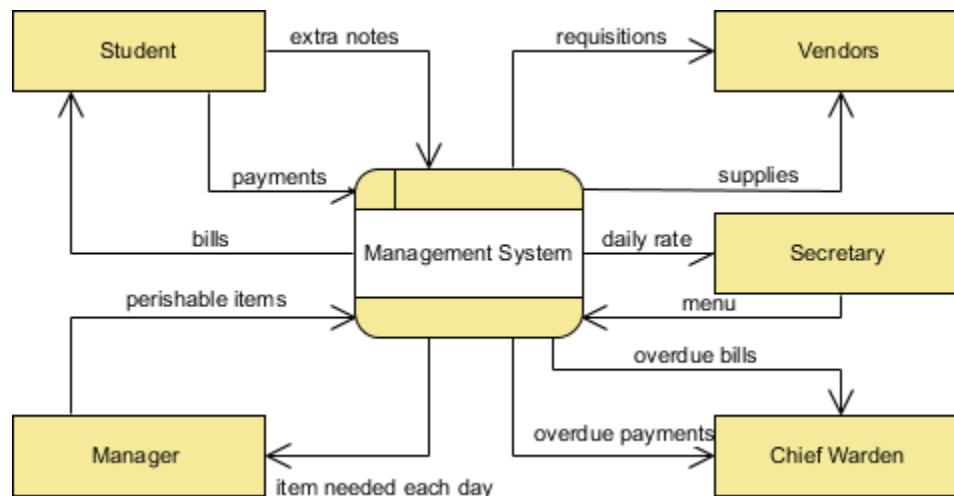 Student
extra notes
requisitions
Vendors
payments
supplies
bills
Management System
daily rate
Secretary
perishable items
menu
overdue bills
Manager
overdue payments
Chief Warden
item needed each day